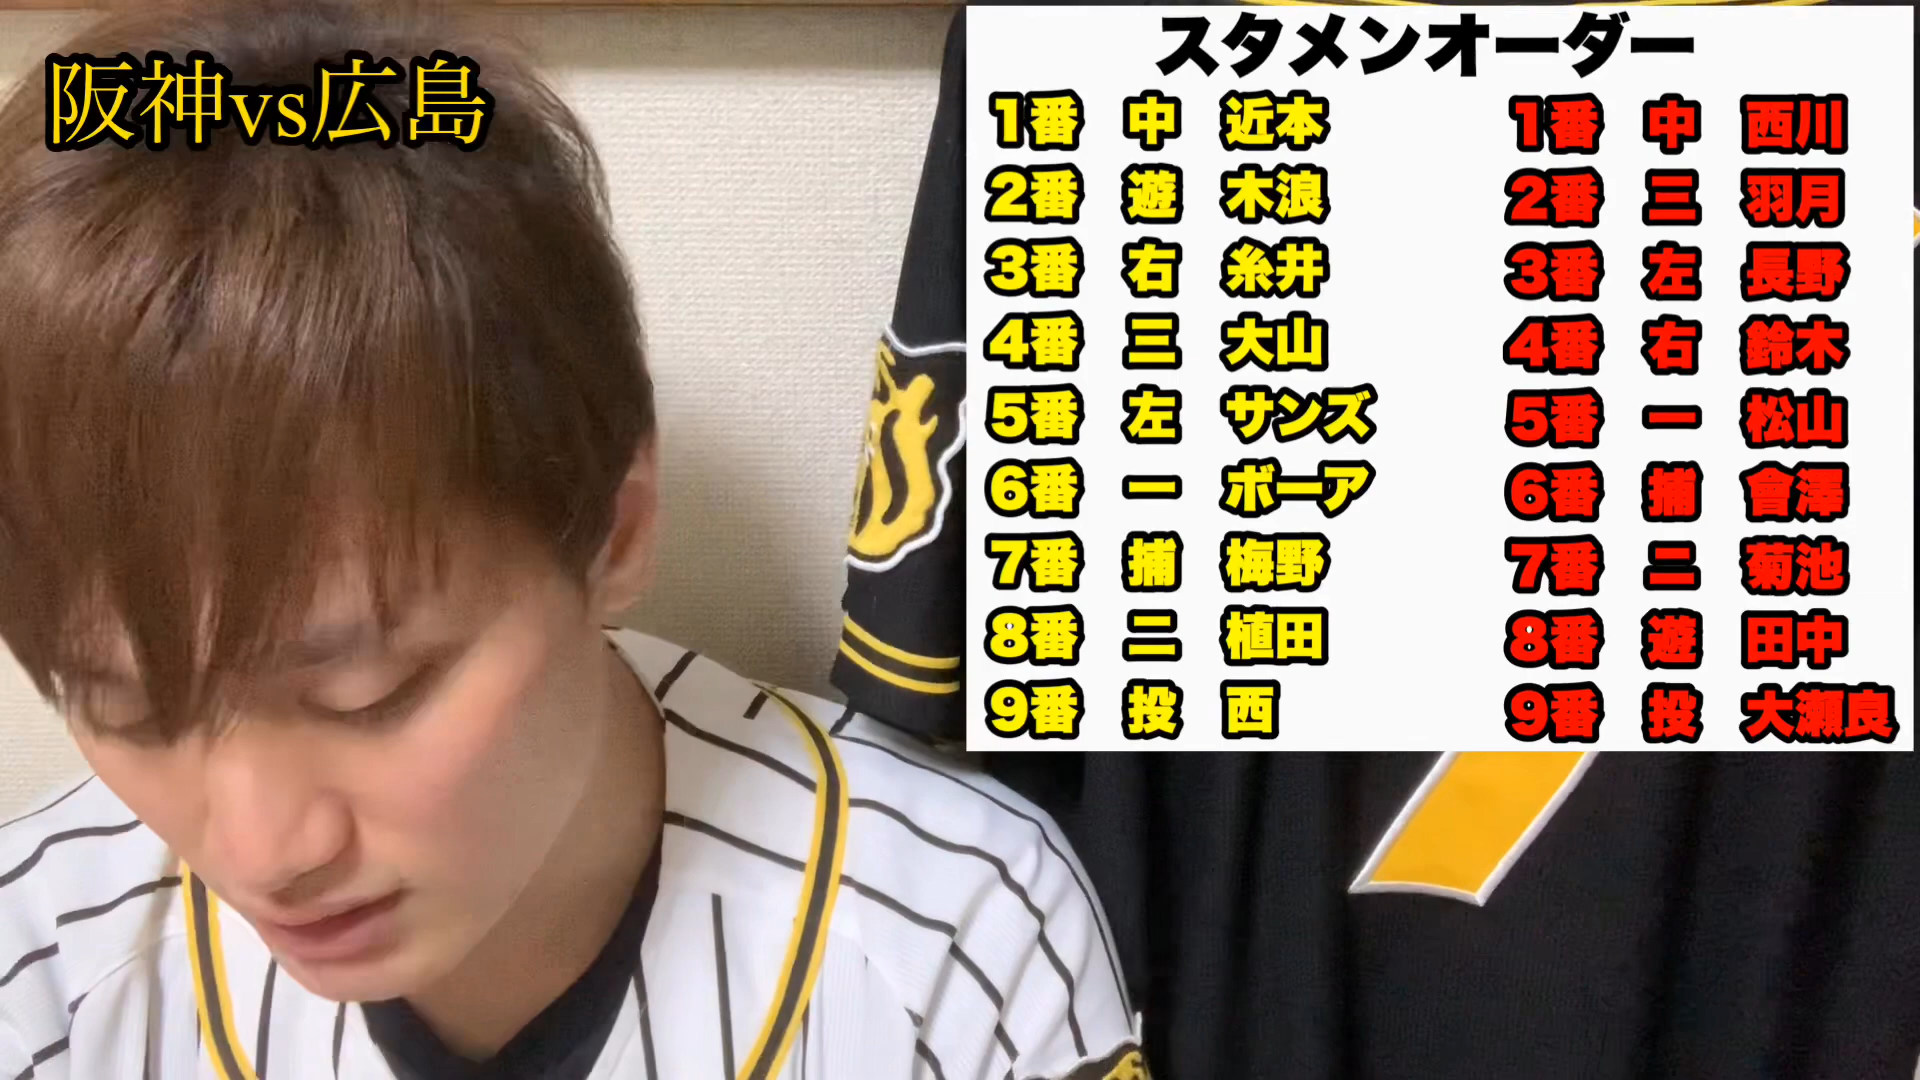 阪神vs広島
スタメンオーダー
1番 中 近本
2番 遊 木浪
3番 右 糸井
4番 三 大山
5番 左 サンズ
6番 一 ボーア
7番 捕 梅野
8番 二 植田
9番 投 西
1番 中 西川
2番 三 羽月
3番 左 長野
4番 右 鈴木
5番 一 松山
6番 捕 會澤
7番 二 菊池
8番 遊 田中
9番 投 大瀬良